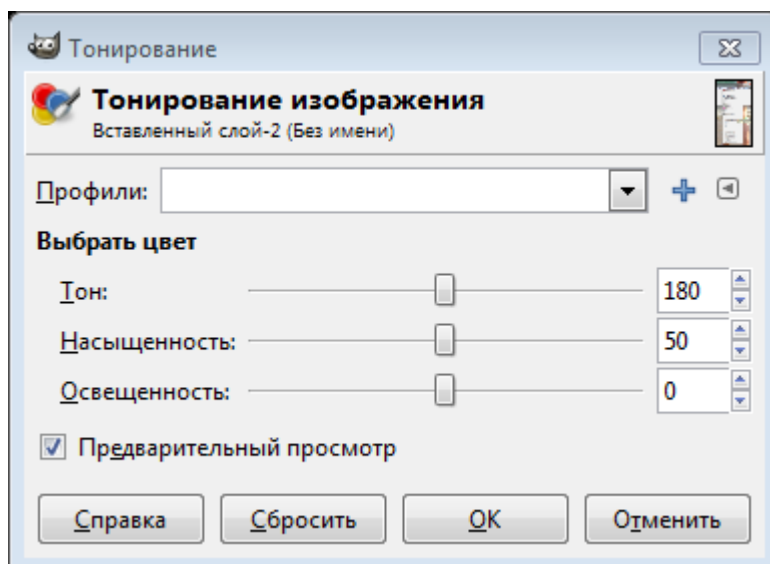 Тонирование
Тонирование изображения
Вставленный слой-2 (Без имени)
Профили:
Выбрать цвет
Тон: 180
Насыщенность: 50
Освещенность: 0
Предварительный просмотр
Справка Сбросить OK Отменить